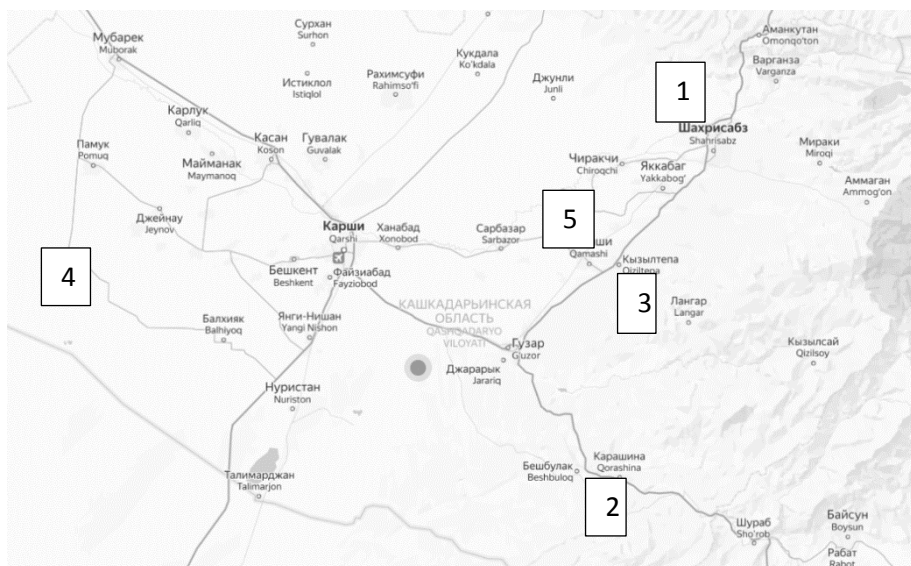 Мубарек
Muborak
Сурхан
Surhon
Истиклол
Istiqlol
Рахимсуфи
Rahimso'fi
Кукдала
Ko'kdala
Джунли
Junli
Аманкутан
Omonqo'ton
Варганза
Varganza
1
Шахрисабз
Shahrisabz
Карлук
Qarliq
Касан
Koson
Гувалак
Guvalak
Памук
Pomuq
Майманак
Maymanoq
Чиракчи
Chiroqchi
Яккабаг
Yakkabog'
Мираки
Miroqi
Аммаган
Ammog'on
Джейнау
Jeynov
Карши
Qarshi
Ханабад
Xonobod
Сарбазар
Sarbazor
5
Qamashi
4
Бешкент
Beshkent
Файзиабад
Fayziobod
Кызылтепа
Qiziltepa
3
Лангар
Langar
КАШКАДАРЬИНСКАЯ
ОБЛАСТЬ
QASHQADARYO
VILOYATI
Балхияк
Balhiyoq
Янги-Нишан
Yangi Nishon
Гузар
G'uzor
Джарарык
Jarariq
Кызылсай
Qizilsoy
Нуристан
Nuriston
Талимарджан
Talimarjon
Бешбулак
Beshbuloq
Карашина
Qorashina
2
Шураб
Sho'rob
Байсун
Boysun
Рабат
Rabot